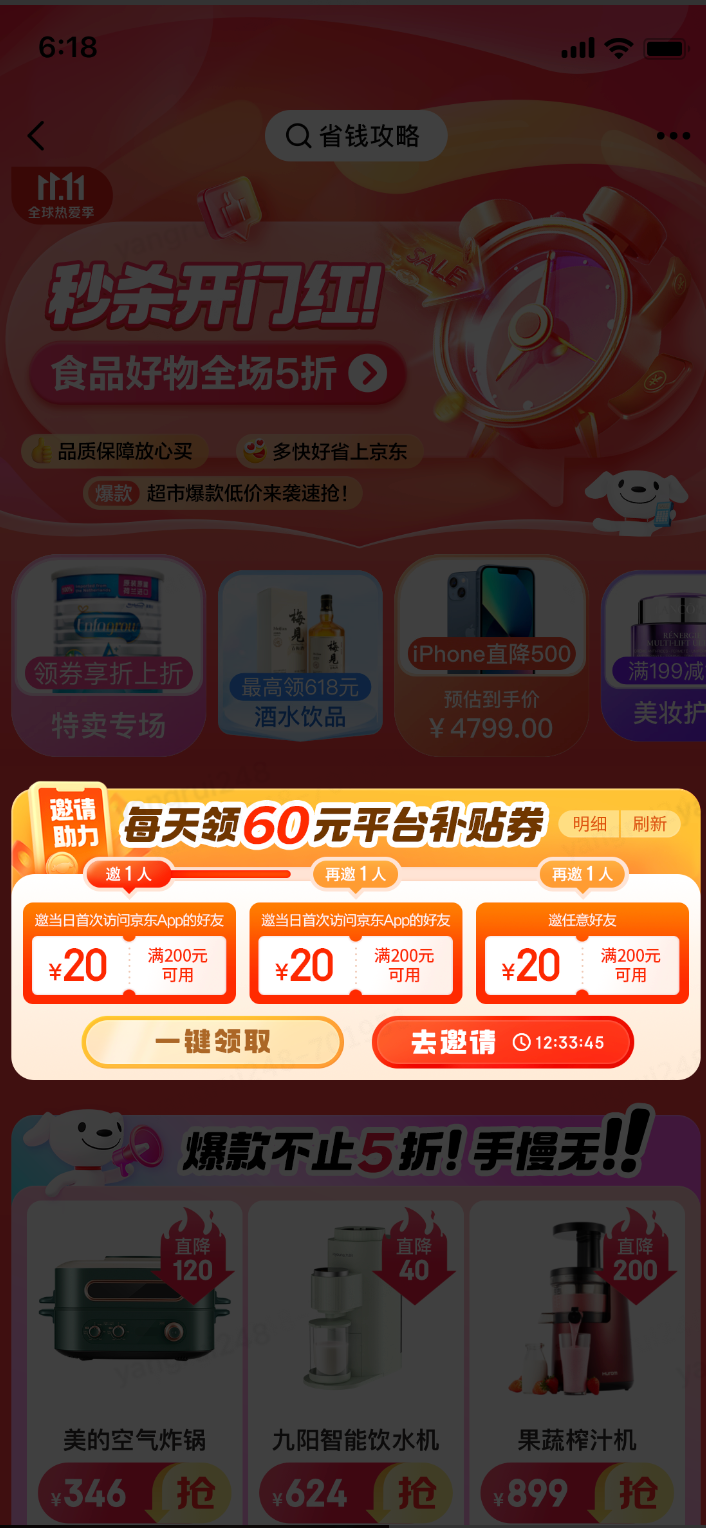 6:18
省钱攻略
11.11
全球热爱季
SALE
秒杀开门红!
食品好物全场5折
品质保障放心买
多快好省上京东
爆款 超市爆款低价来袭速抢!
Enfagrow
领券享折上折
特卖专场
梅見
梅見
最高领618元
酒水饮品
iPhone直降500
预估到手价
¥4799.00
RENERGIE
MULTI-LIFT
满199减
美妆护
邀请
助力
每天领60元平台补贴券
明细
刷新
邀1人
再邀1人
再邀1人
邀当日首次访问京东App的好友
¥20
满200元
可用
邀当日首次访问京东App的好友
¥20
满200元
可用
邀任意好友
¥20
满200元
可用
一键领取
去邀请 12:33:45
爆款不止5折!手慢无!!
直降
120
直降
40
直降
200
美的空气炸锅
九阳智能饮水机
果蔬榨汁机
¥346 抢
¥624 抢
¥899 抢